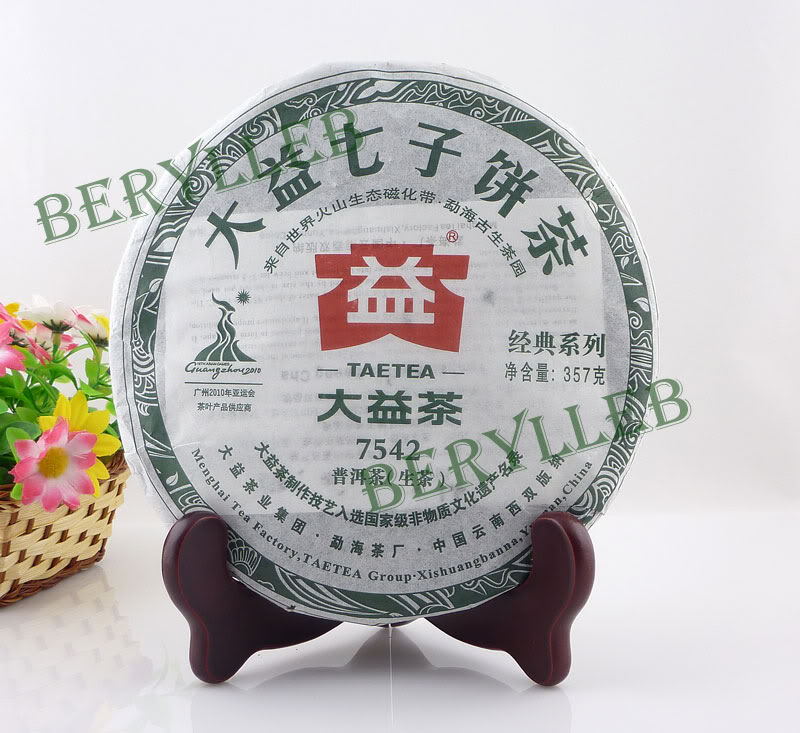 大益七子饼茶
来自世界火山生态磁化带·勐海古生茶园
®
益
TAETEA
大益茶
经典系列
净含量: 357克
Guangzhou2010
广州2010年亚运会
茶叶产品供应商
7542
普洱茶(生茶)
大益茶制作技艺入选国家级非物质文化遗产名录
大益茶业集团·勐海茶厂·中国云南西双版纳
Menghai Tea Factory,TAETEA Group·Xishuangbanna,Yunnan,China
BERYLLEB
BERYLLEB